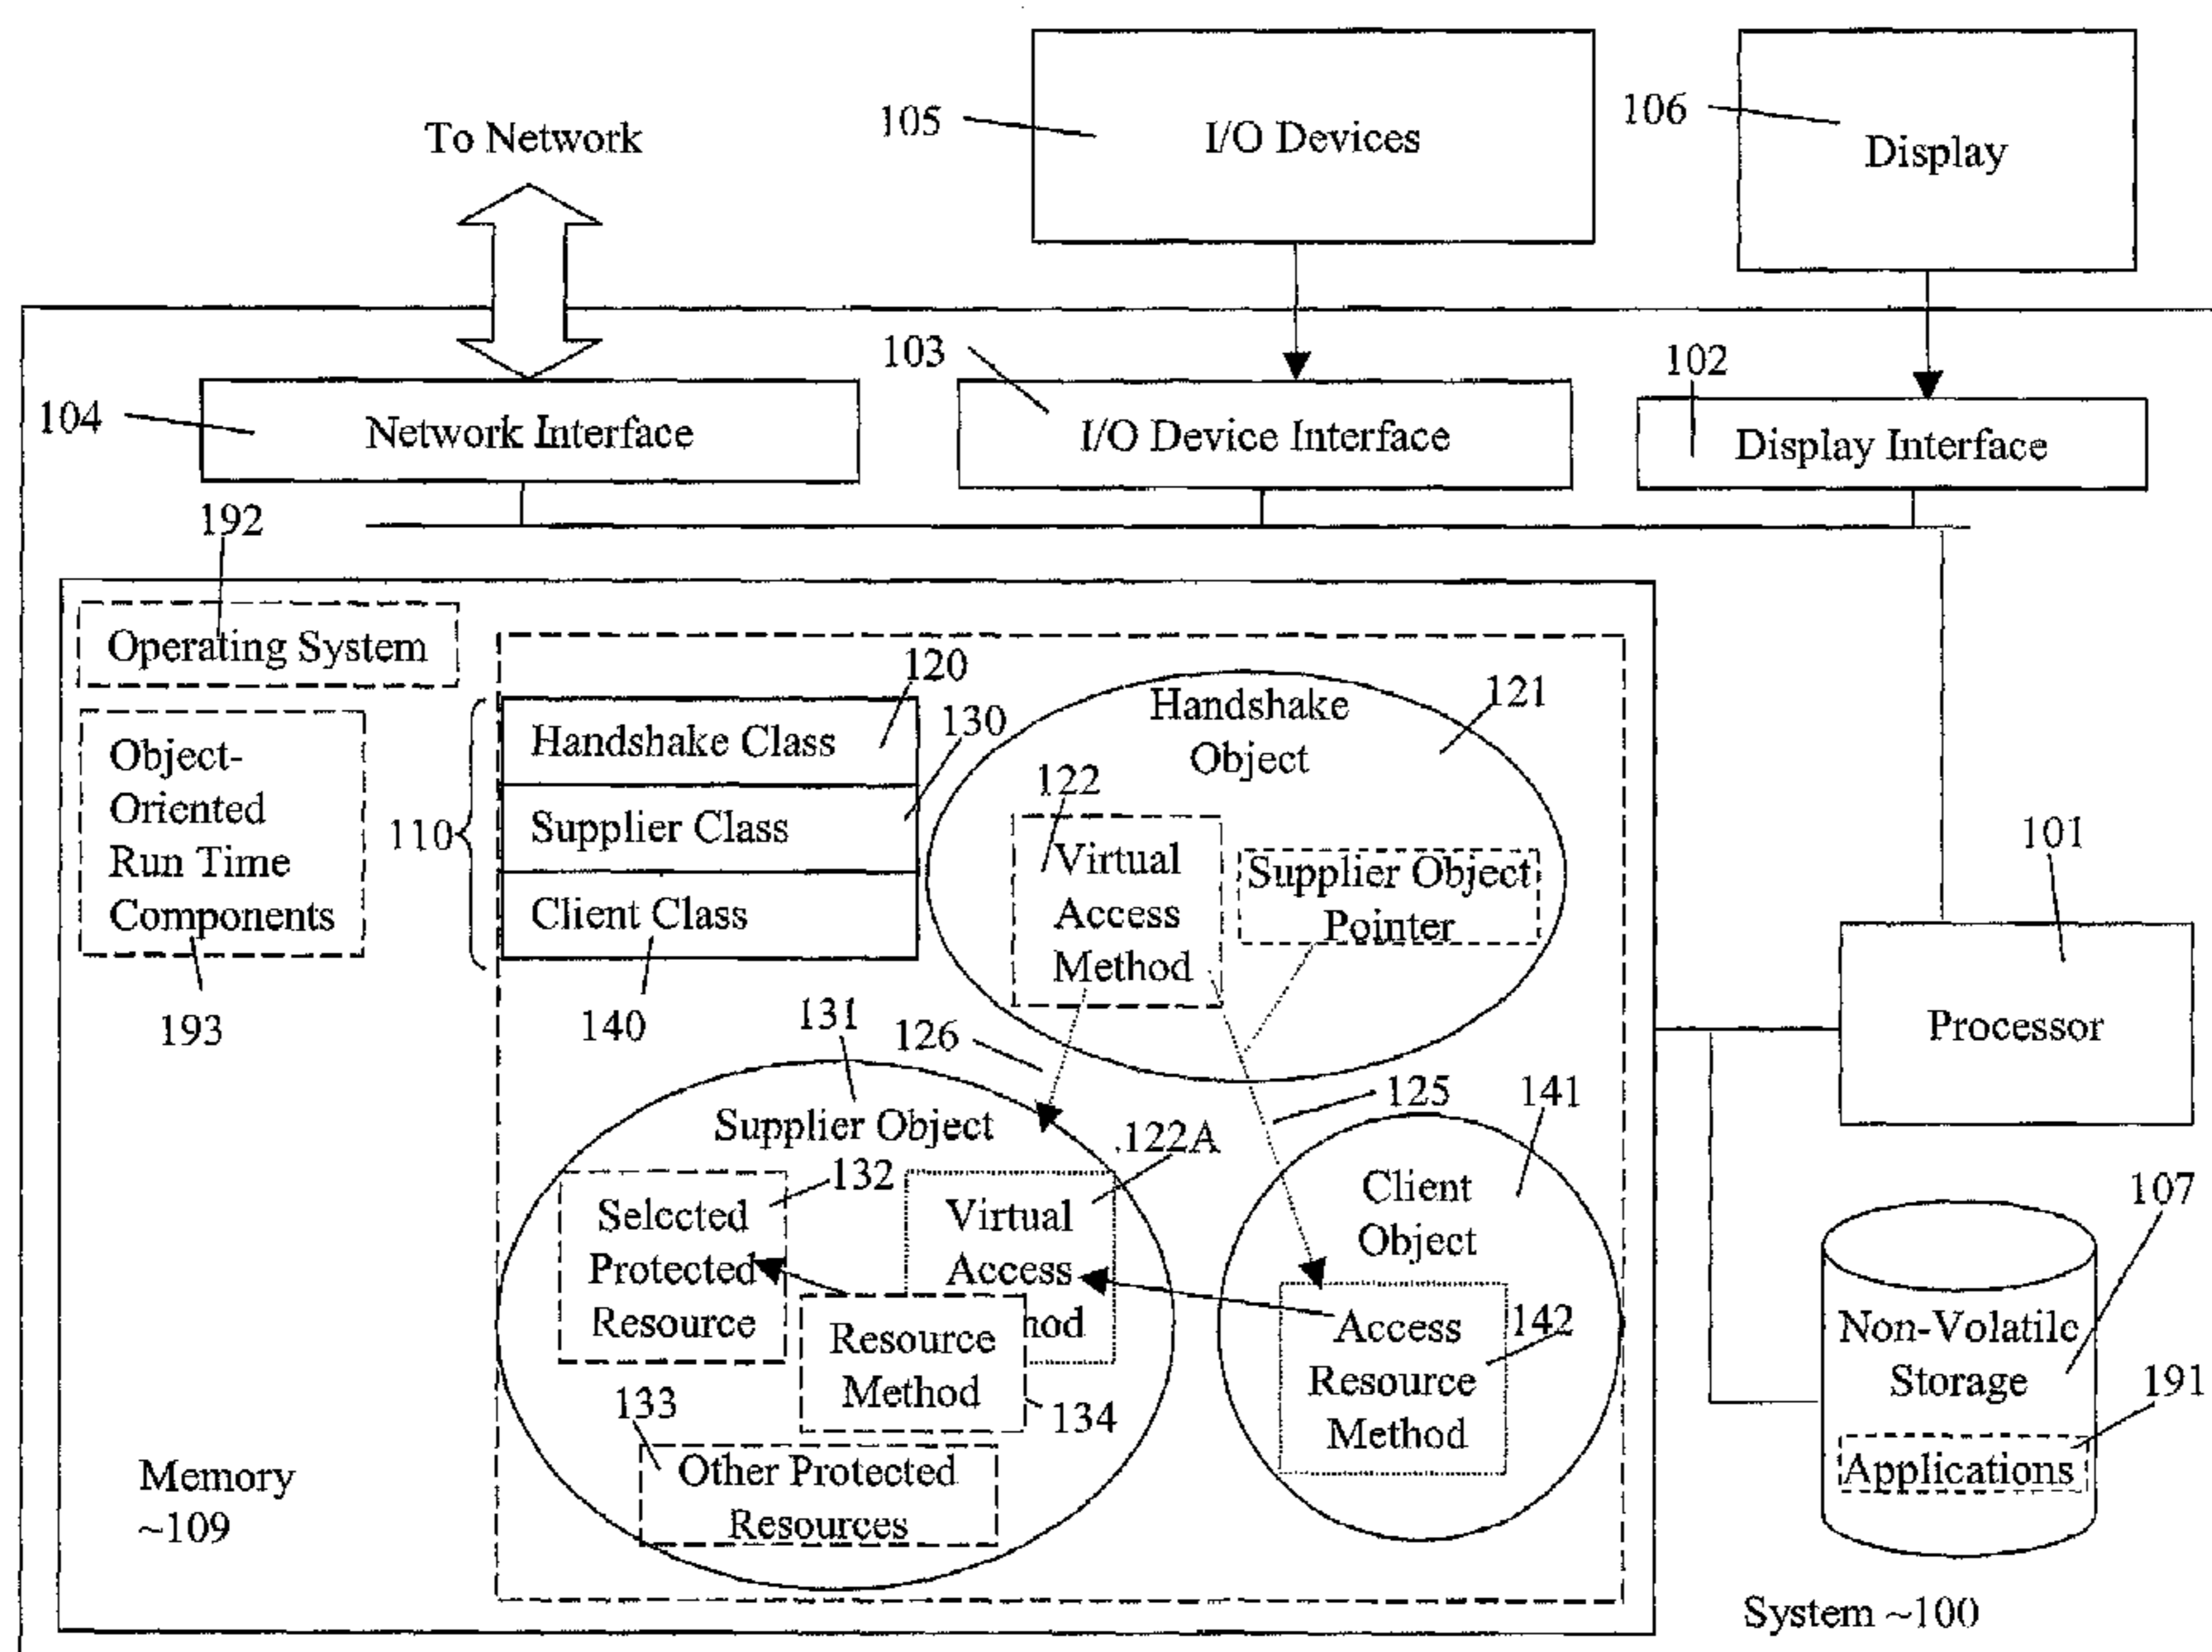 To Network
105
I/O Devices
106
Display
104
Network Interface
103
I/O Device Interface
102
Display Interface
192
Operating System
Object-
Oriented
Run Time
Components
193
110
120
Handshake Class
130
Supplier Class
Client Class
140
Handshake
Object
121
122
Virtual
Access
Method
Supplier Object
Pointer
101
Processor
131
126
125
141
Supplier Object
122A
132
Selected
Protected
Resource
Virtual
Access
hod
Resource
Method
134
133
Other Protected
Resources
Client
Object
Access
Resource
Method
142
107
Non-Volatile
Storage
191
Applications
Memory
~109
System ~100